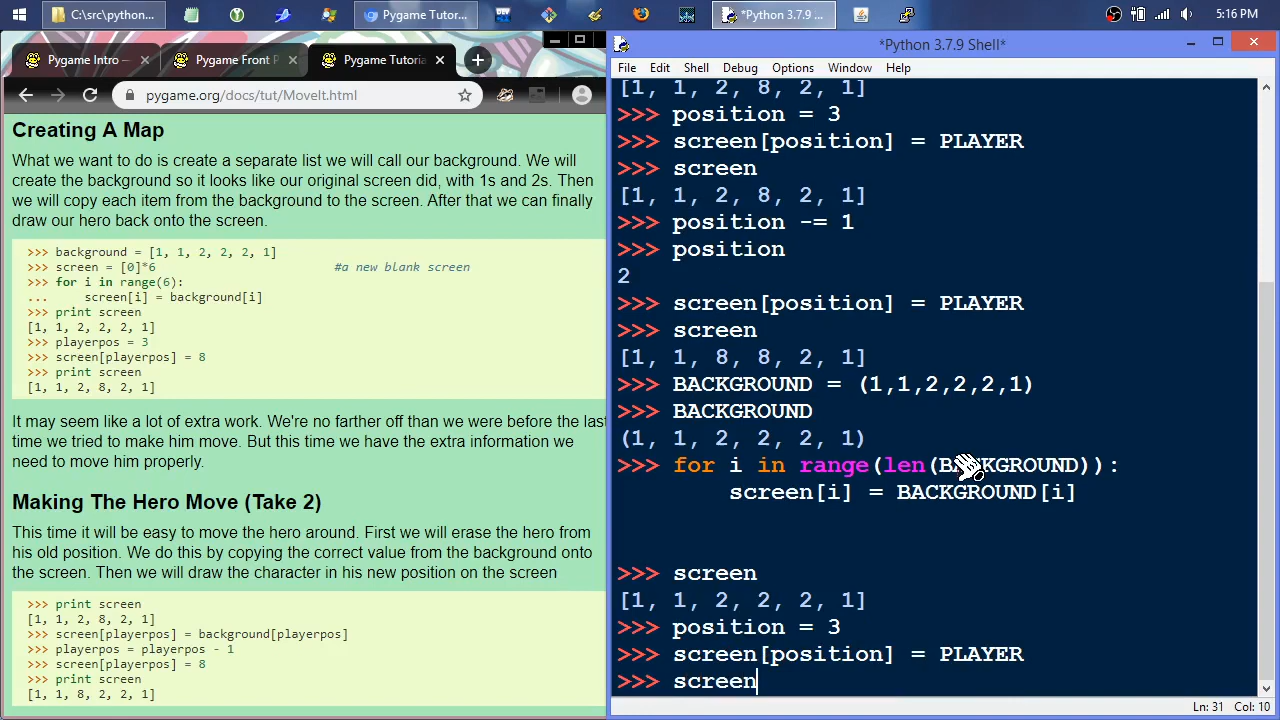 C:\src\python...
Pygame Tutor...
*Python 3.7.9 ...
5:16 PM
Pygame Intro —
Pygame Front P
Pygame Tutoria
pygame.org/docs/tut/MoveIt.html
Creating A Map
What we want to do is create a separate list we will call our background. We will
create the background so it looks like our original screen did, with 1s and 2s. Then
we will copy each item from the background to the screen. After that we can finally
draw our hero back onto the screen.
>>> background = [1, 1, 2, 2, 2, 1]
>>> screen = [0]*6                         #a new blank screen
>>> for i in range(6):
...     screen[i] = background[i]
>>> print screen
[1, 1, 2, 2, 2, 1]
>>> playerpos = 3
>>> screen[playerpos] = 8
>>> print screen
[1, 1, 2, 8, 2, 1]
It may seem like a lot of extra work. We're no farther off than we were before the last
time we tried to make him move. But this time we have the extra information we
need to move him properly.
Making The Hero Move (Take 2)
This time it will be easy to move the hero around. First we will erase the hero from
his old position. We do this by copying the correct value from the background onto
the screen. Then we will draw the character in his new position on the screen
>>> print screen
[1, 1, 2, 8, 2, 1]
>>> screen[playerpos] = background[playerpos]
>>> playerpos = playerpos - 1
>>> screen[playerpos] = 8
>>> print screen
[1, 1, 8, 2, 2, 1]
*Python 3.7.9 Shell*
File Edit Shell Debug Options Window Help
[1, 1, 2, 8, 2, 1]
>>> position = 3
>>> screen[position] = PLAYER
>>> screen
[1, 1, 2, 8, 2, 1]
>>> position -= 1
>>> position
2
>>> screen[position] = PLAYER
>>> screen
[1, 1, 8, 8, 2, 1]
>>> BACKGROUND = (1,1,2,2,2,1)
>>> BACKGROUND
(1, 1, 2, 2, 2, 1)
>>> for i in range(len(BACKGROUND)):
        screen[i] = BACKGROUND[i]
>>> screen
[1, 1, 2, 2, 2, 1]
>>> position = 3
>>> screen[position] = PLAYER
>>> screen
Ln: 31 Col: 10